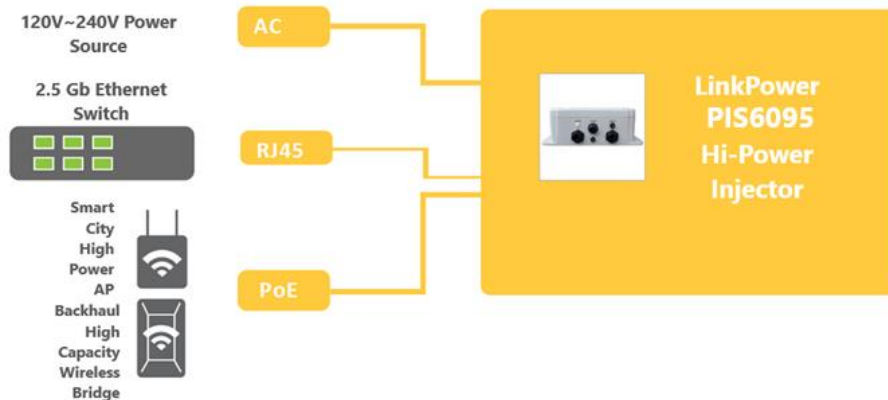 120V~240V Power
Source
AC
2.5 Gb Ethernet
Switch
RJ45
Smart
City
High
Power
AP
Backhaul
High
Capacity
Wireless
Bridge
PoE
LinkPower
PIS6095
Hi-Power
Injector